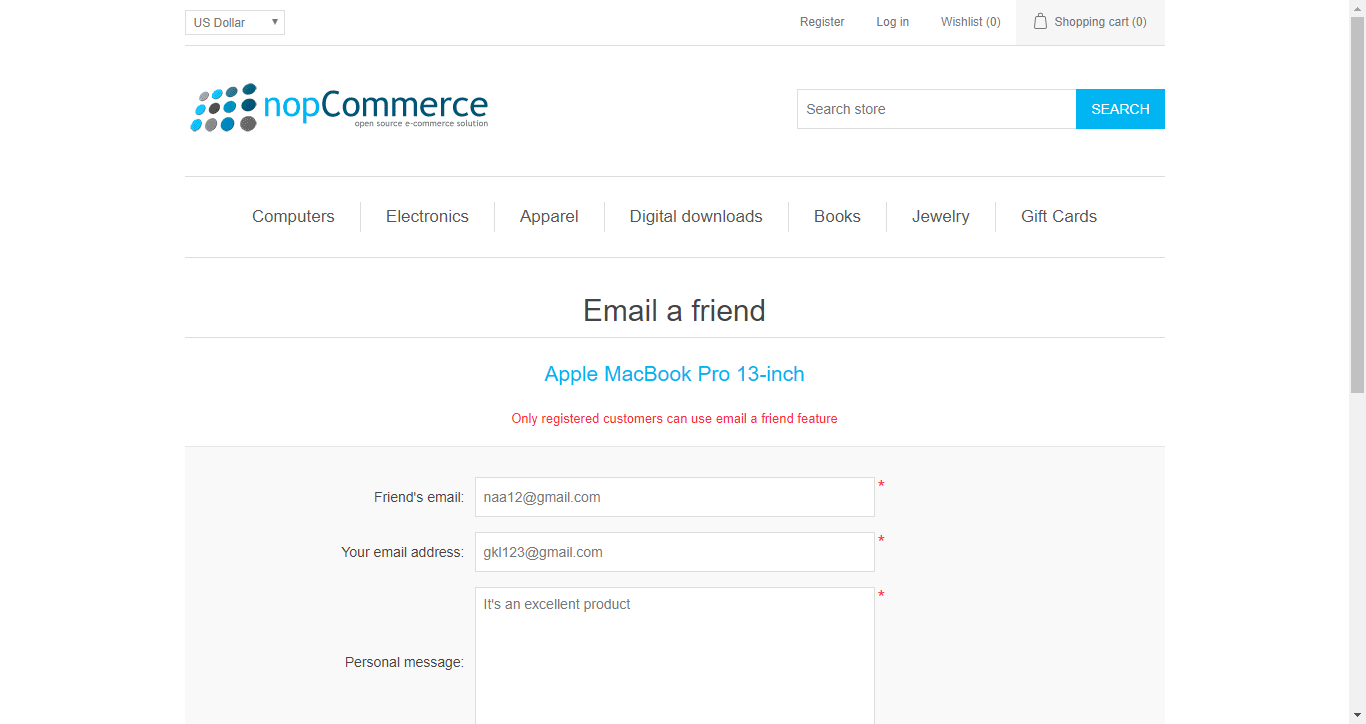 US Dollar ▼ Register Log in Wishlist (0) Shopping cart (0)
nopCommerce
open source e-commerce solution
Search store SEARCH
Computers Electronics Apparel Digital downloads Books Jewelry Gift Cards
Email a friend
Apple MacBook Pro 13-inch
Only registered customers can use email a friend feature
Friend's email: naa12@gmail.com *
Your email address: gkl123@gmail.com *
It's an excellent product *
Personal message: